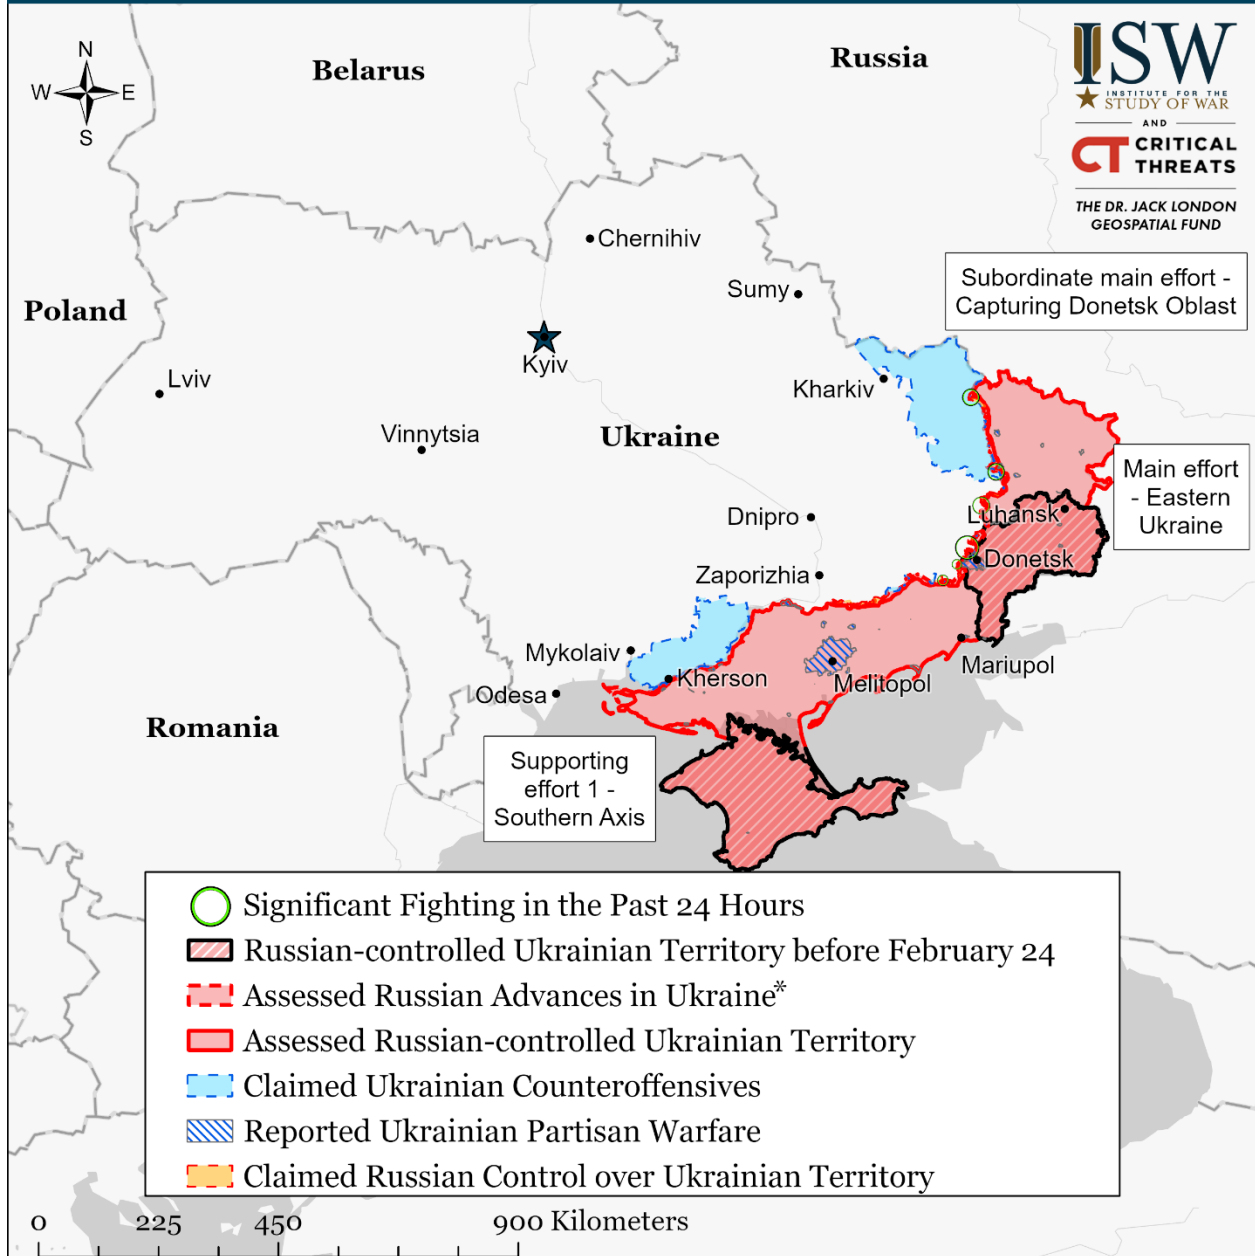 N
W
E
S
Belarus
Russia
ISW
INSTITUTE FOR THE
STUDY OF WAR
AND
CT CRITICAL
THREATS
THE DR. JACK LONDON
GEOSPATIAL FUND
Chernihiv
Subordinate main effort -
Capturing Donetsk Oblast
Sumy
Poland
Kyiv
Lviv
Kharkiv
Vinnytsia
Ukraine
Main effort
- Eastern
Ukraine
Dnipro
Luhansk
Donetsk
Zaporizhia
Mykolaiv
Mariupol
Kherson
Melitopol
Odesa
Romania
Supporting
effort 1 -
Southern Axis
Significant Fighting in the Past 24 Hours
Russian-controlled Ukrainian Territory before February 24
Assessed Russian Advances in Ukraine*
Assessed Russian-controlled Ukrainian Territory
Claimed Ukrainian Counteroffensives
Reported Ukrainian Partisan Warfare
Claimed Russian Control over Ukrainian Territory
0 225 450 900 Kilometers